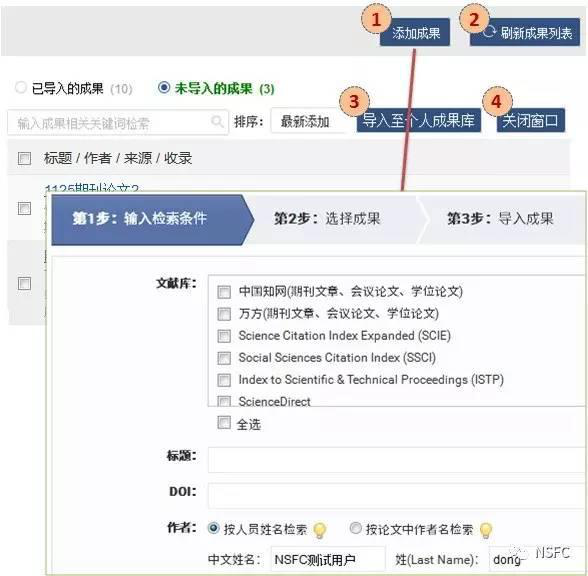 1 添加成果 2 刷新成果列表
已导入的成果 (10) 未导入的成果 (3)
输入成果相关关键词检索 排序： 最新添加 3 导入至个人成果库 4 关闭窗口
标题 / 作者 / 来源 / 收录
1125期刊论文2
第1步：输入检索条件 第2步：选择成果 第3步：导入成果
文献库：
中国知网(期刊文章、会议论文、学位论文)
万方(期刊文章、会议论文、学位论文)
Science Citation Index Expanded (SCIE)
Social Sciences Citation Index (SSCI)
Index to Scientific & Technical Proceedings (ISTP)
ScienceDirect
全选
标题：
DOI：
作者： 按人员姓名检索 按论文中作者名检索
中文姓名： NSFC测试用户 姓(Last Name)： dong
NSFC